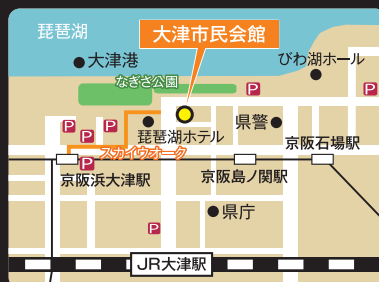 琵琶湖
大津市民会館
大津港
びわ湖ホール
なぎさ公園
P
P
P
P
P
琵琶湖ホテル
県警
京阪石場駅
スカイウオーク
P
京阪浜大津駅
京阪島ノ関駅
県庁
P
JR大津駅